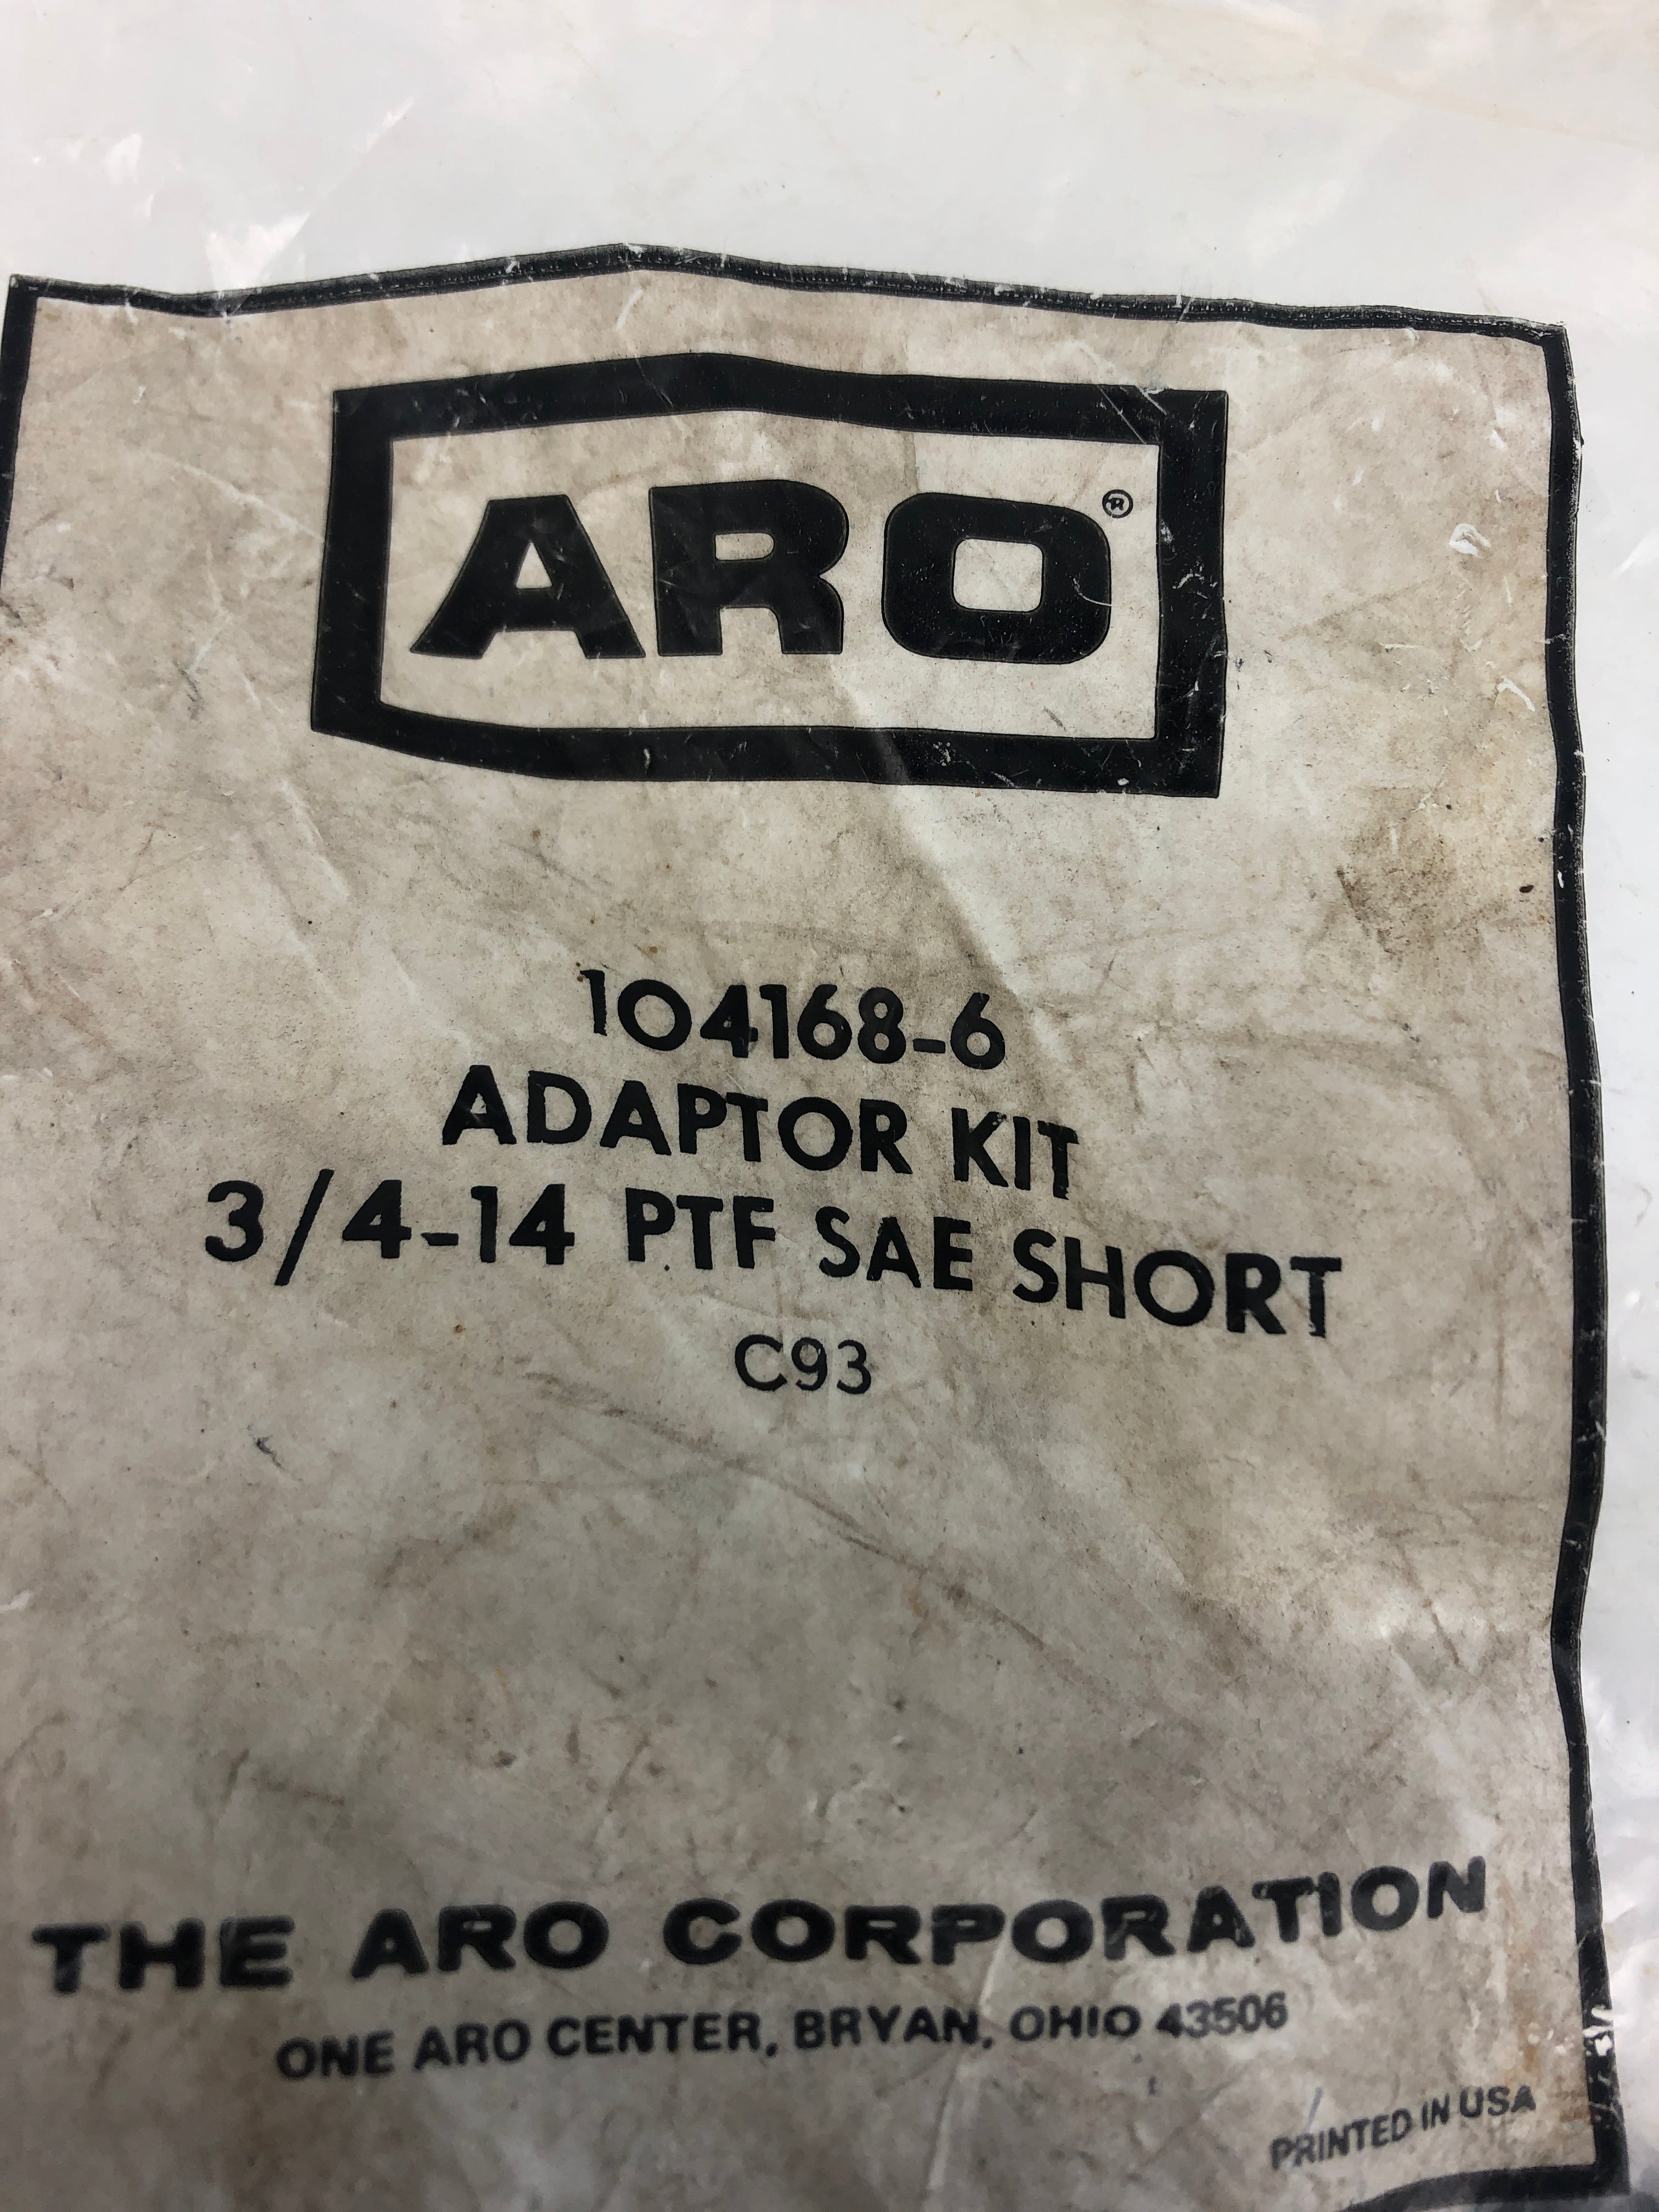 ARO®
104168-6
ADAPTOR KIT
3/4-14 PTF SAE SHORT
C93
THE ARO CORPORATION
ONE ARO CENTER, BRYAN, OHIO 43506
PRINTED IN USA